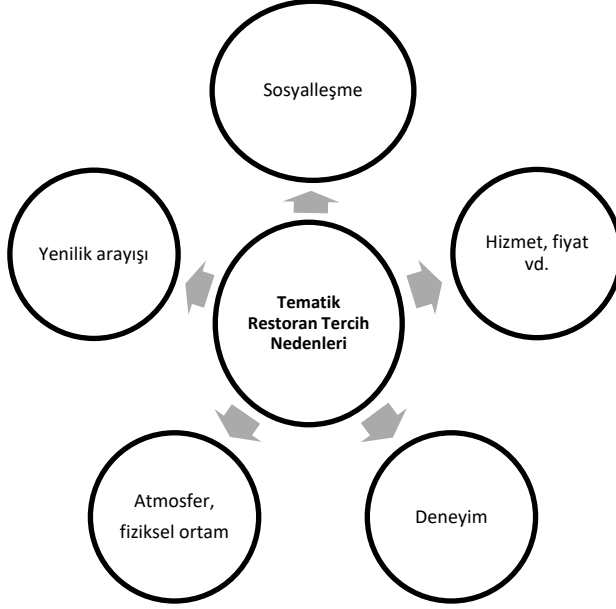 Sosyalleşme
Yenilik arayışı
Hizmet, fiyat
vd.
Tematik
Restoran Tercih
Nedenleri
Atmosfer,
fiziksel ortam
Deneyim